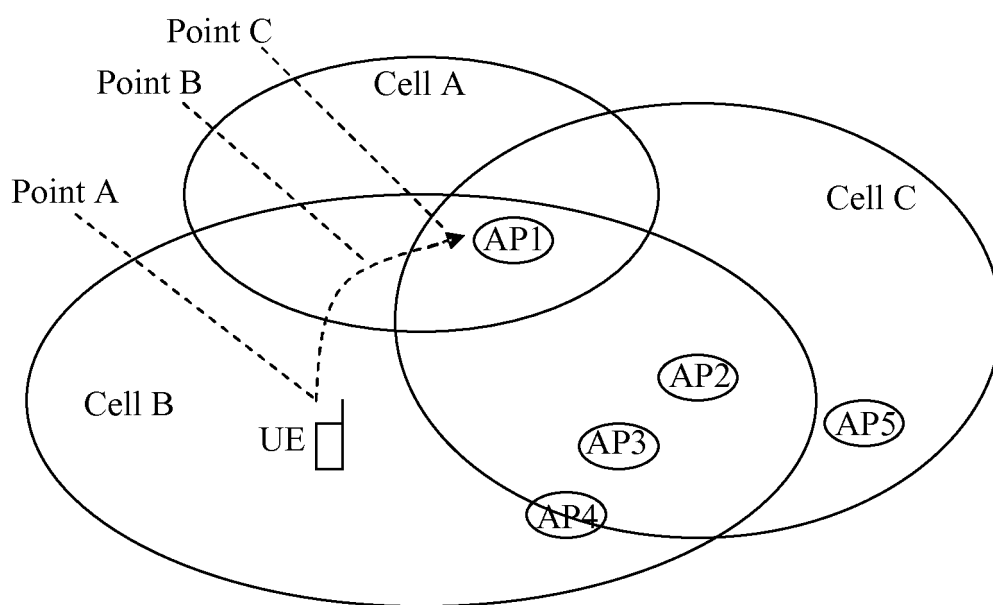 Point C
Point B
Cell A
Point A
Cell C
AP1
AP2
Cell B
AP5
UE
AP3
AP4